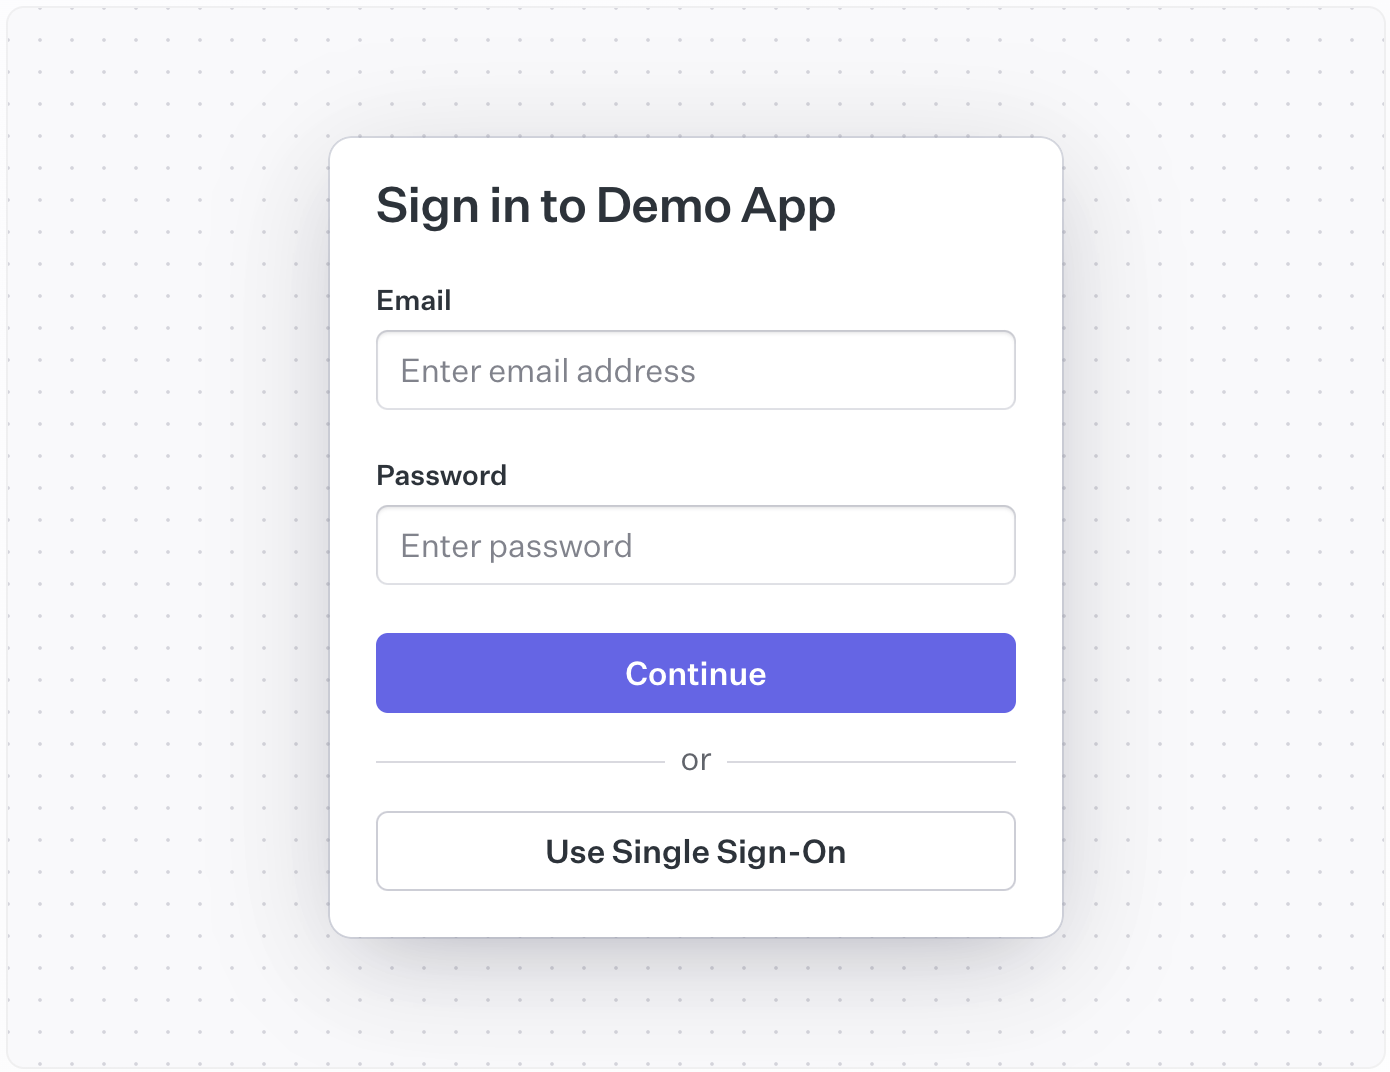 Sign in to Demo App
Email
Enter email address
Password
Enter password
Continue
or
Use Single Sign-On